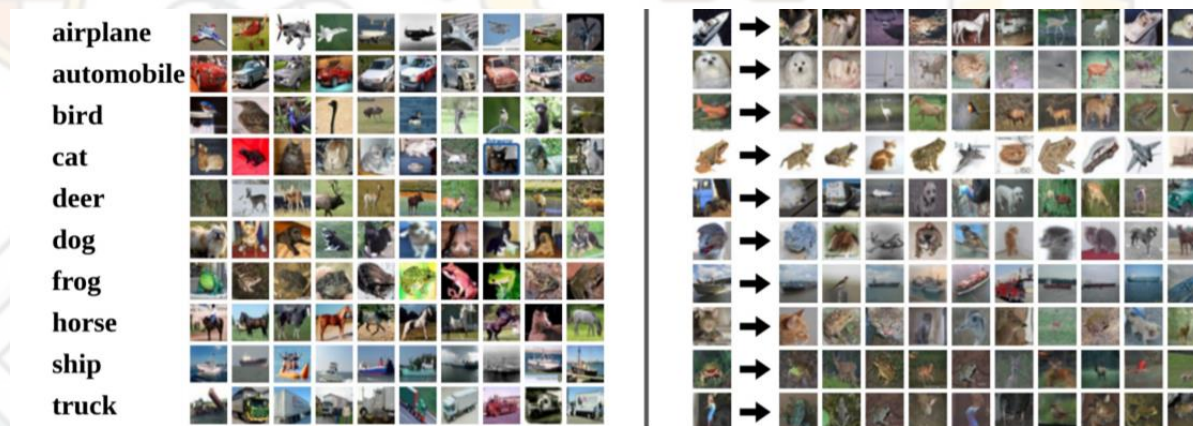 airplane
automobile
bird
cat
deer
dog
frog
horse
ship
truck